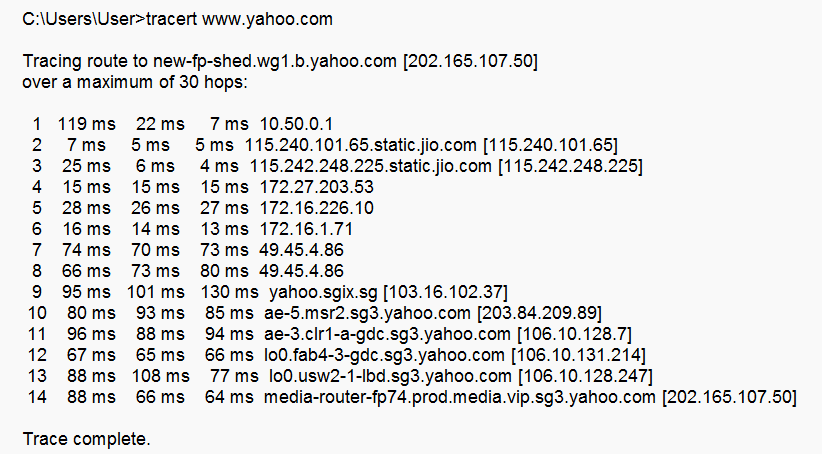 C:\Users\User>tracert www.yahoo.com
Tracing route to new-fp-shed.wg1.b.yahoo.com [202.165.107.50]
over a maximum of 30 hops:
1 119 ms 22 ms 7 ms 10.50.0.1
2 7 ms 5 ms 5 ms 115.240.101.65.static.jio.com [115.240.101.65]
3 25 ms 6 ms 4 ms 115.242.248.225.static.jio.com [115.242.248.225]
4 15 ms 15 ms 15 ms 172.27.203.53
5 28 ms 26 ms 27 ms 172.16.226.10
6 16 ms 14 ms 13 ms 172.16.1.71
7 74 ms 70 ms 73 ms 49.45.4.86
8 66 ms 73 ms 80 ms 49.45.4.86
9 95 ms 101 ms 130 ms yahoo.sgix.sg [103.16.102.37]
10 80 ms 93 ms 85 ms ae-5.msr2.sg3.yahoo.com [203.84.209.89]
11 96 ms 88 ms 94 ms ae-3.clr1-a-gdc.sg3.yahoo.com [106.10.128.7]
12 67 ms 65 ms 66 ms lo0.fab4-3-gdc.sg3.yahoo.com [106.10.131.214]
13 88 ms 108 ms 77 ms lo0.usw2-1-lbd.sg3.yahoo.com [106.10.128.247]
14 88 ms 66 ms 64 ms media-router-fp74.prod.media.vip.sg3.yahoo.com [202.165.107.50]
Trace complete.